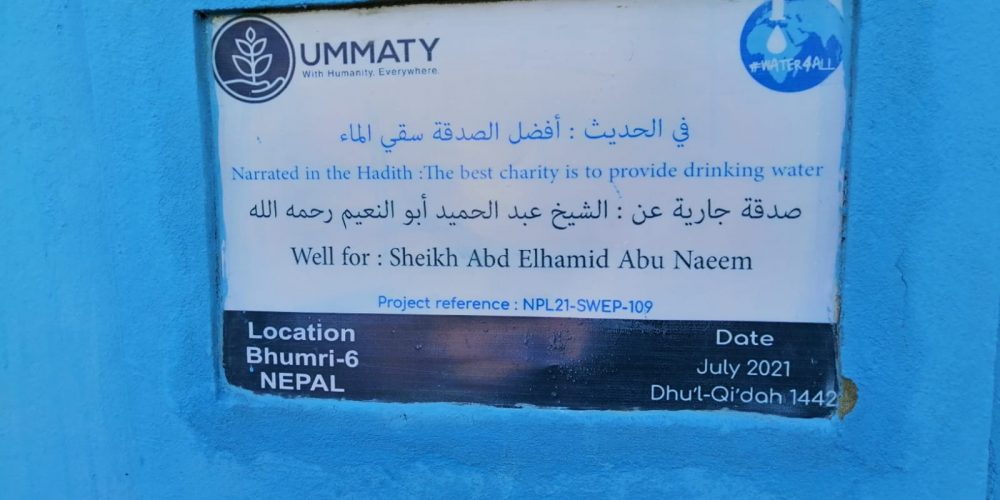 UMMATY
With Humanity. Everywhere.
#WATER4ALL
في الحديث : أفضل الصدقة سقي الماء
Narrated in the Hadith :The best charity is to provide drinking water
صدقة جارية عن : الشيخ عبد الحميد أبو النعيم رحمه الله
Well for : Sheikh Abd Elhamid Abu Naeem
Project reference : NPL21-SWEP-109
Location
Bhumri-6
NEPAL
Date
July 2021
Dhu'l-Qi'dah 1442